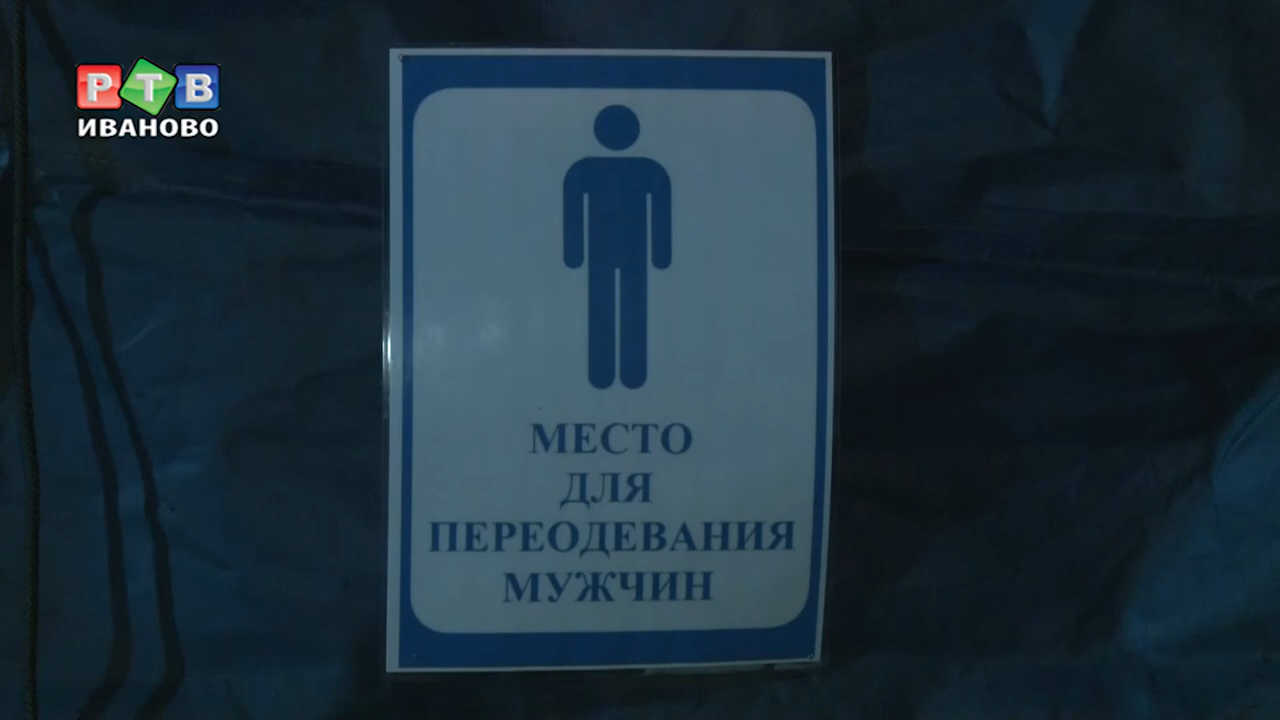 РТВ
ИВАНОВО
МЕСТО
ДЛЯ
ПЕРЕОДЕВАНИЯ
МУЖЧИН